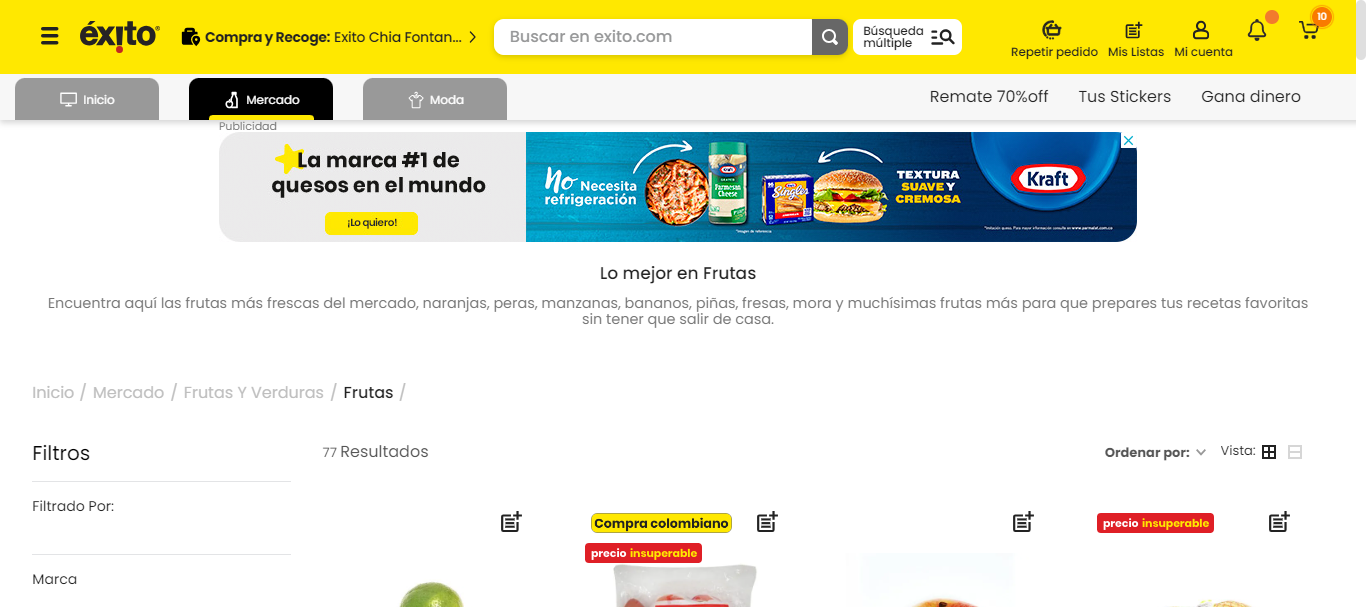 éxito
Compra y Recoge: Exito Chia Fontan...
Buscar en exito.com
Búsqueda
múltiple
Repetir pedido
Mis Listas
Mi cuenta
10
Inicio
Mercado
Moda
Remate 70%off
Tus Stickers
Gana dinero
Publicidad
La marca #1 de
quesos en el mundo
¡Lo quiero!
No Necesita
refrigeración
Kraft
Parmesan
Cheese
Kraft
Singles
*Imagen de referencia
TEXTURA
SUAVE Y
CREMOSA
Kraft
Lo mejor en Frutas
Encuentra aquí las frutas más frescas del mercado, naranjas, peras, manzanas, bananos, piñas, fresas, mora y muchísimas frutas más para que prepares tus recetas favoritas
sin tener que salir de casa.
Inicio / Mercado / Frutas Y Verduras / Frutas /
Filtros
77 Resultados
Ordenar por:
Vista:
Filtrado Por:
Marca
Compra colombiano
precio insuperable
precio insuperable